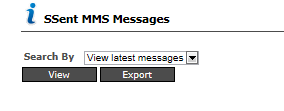 i SSent MMS Messages
Search By View latest messages
View Export